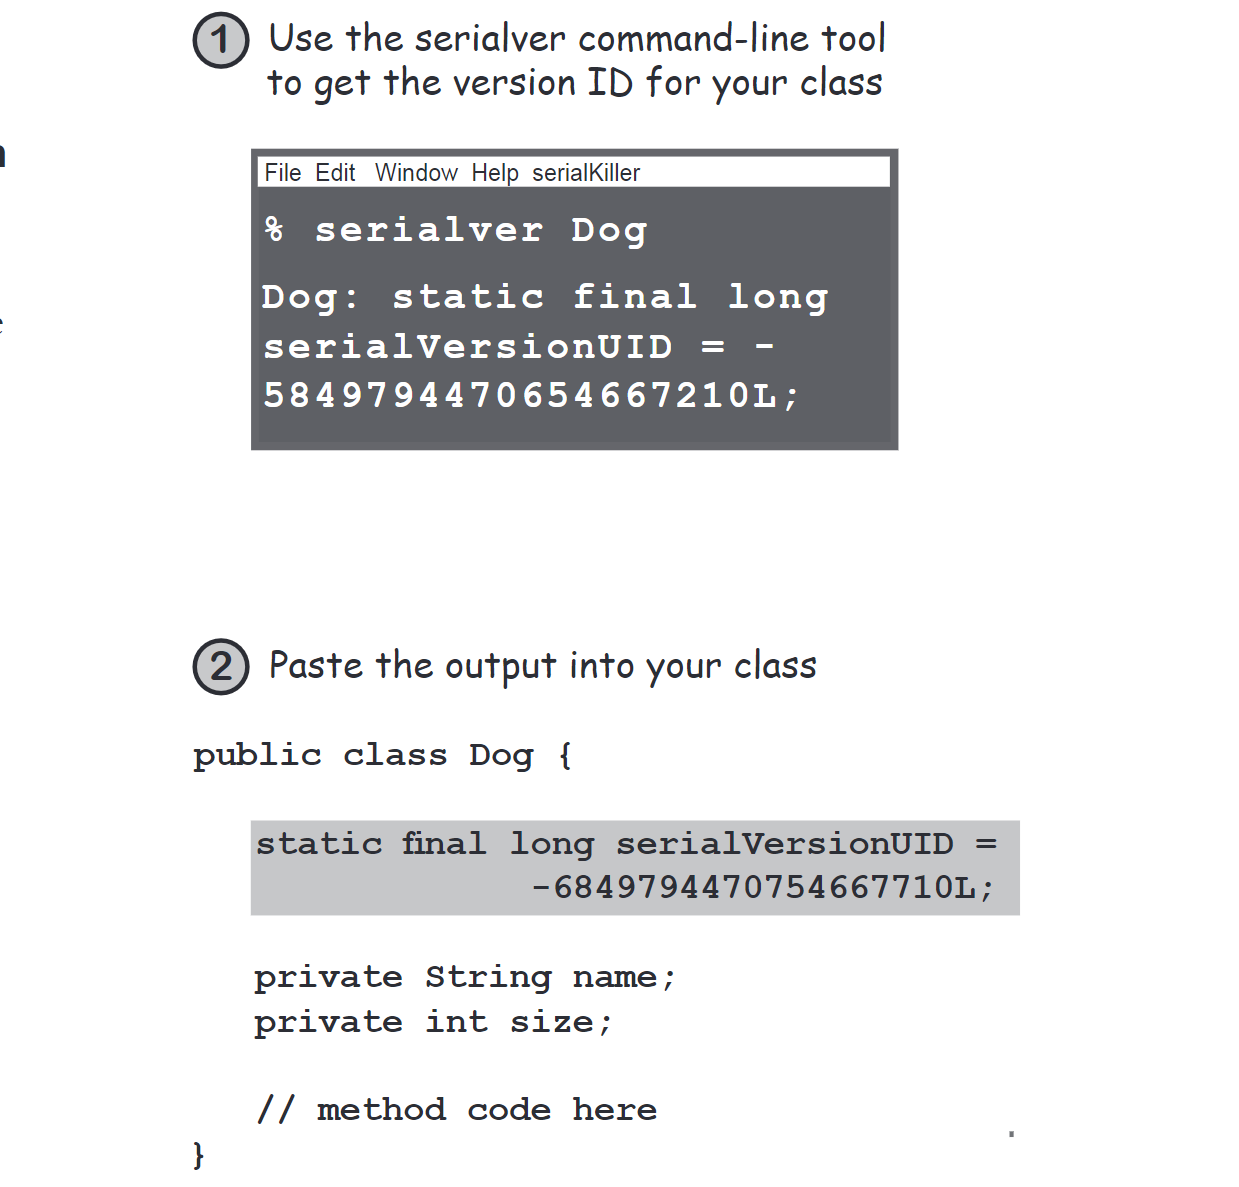 1 Use the serialver command-line tool
to get the version ID for your class
File Edit Window Help serialKiller
% serialver Dog
Dog: static final long
serialVersionUID = -
58497944706546​67210L;
2 Paste the output into your class
public class Dog {
static final long serialVersionUID =
-6849794470754667710L;
private String name;
private int size;
// method code here
}